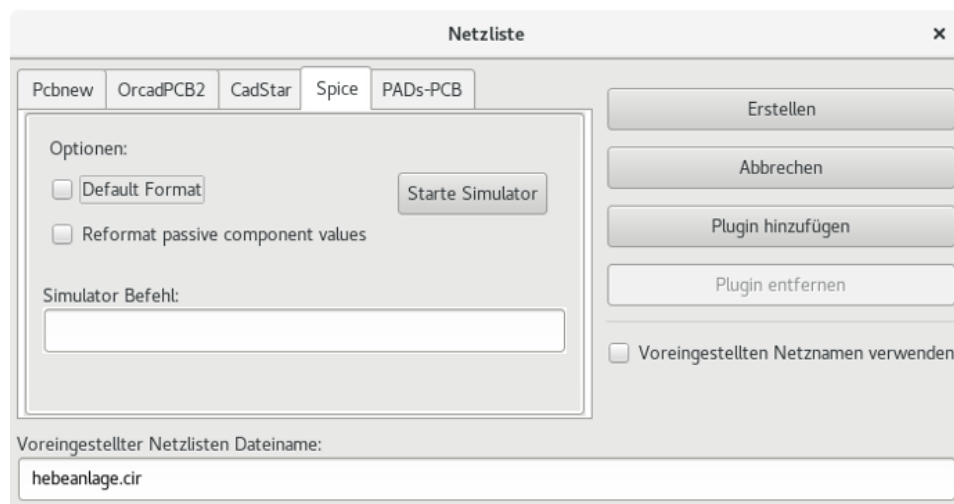 Netzliste
Pcbnew OrcadPCB2 CadStar Spice PADs-PCB
Erstellen
Optionen:
Abbrechen
Default Format
Starte Simulator
Plugin hinzufügen
Reformat passive component values
Plugin entfernen
Simulator Befehl:
Voreingestellten Netznamen verwenden
Voreingestellter Netzlisten Dateiname:
hebeanlage.cir